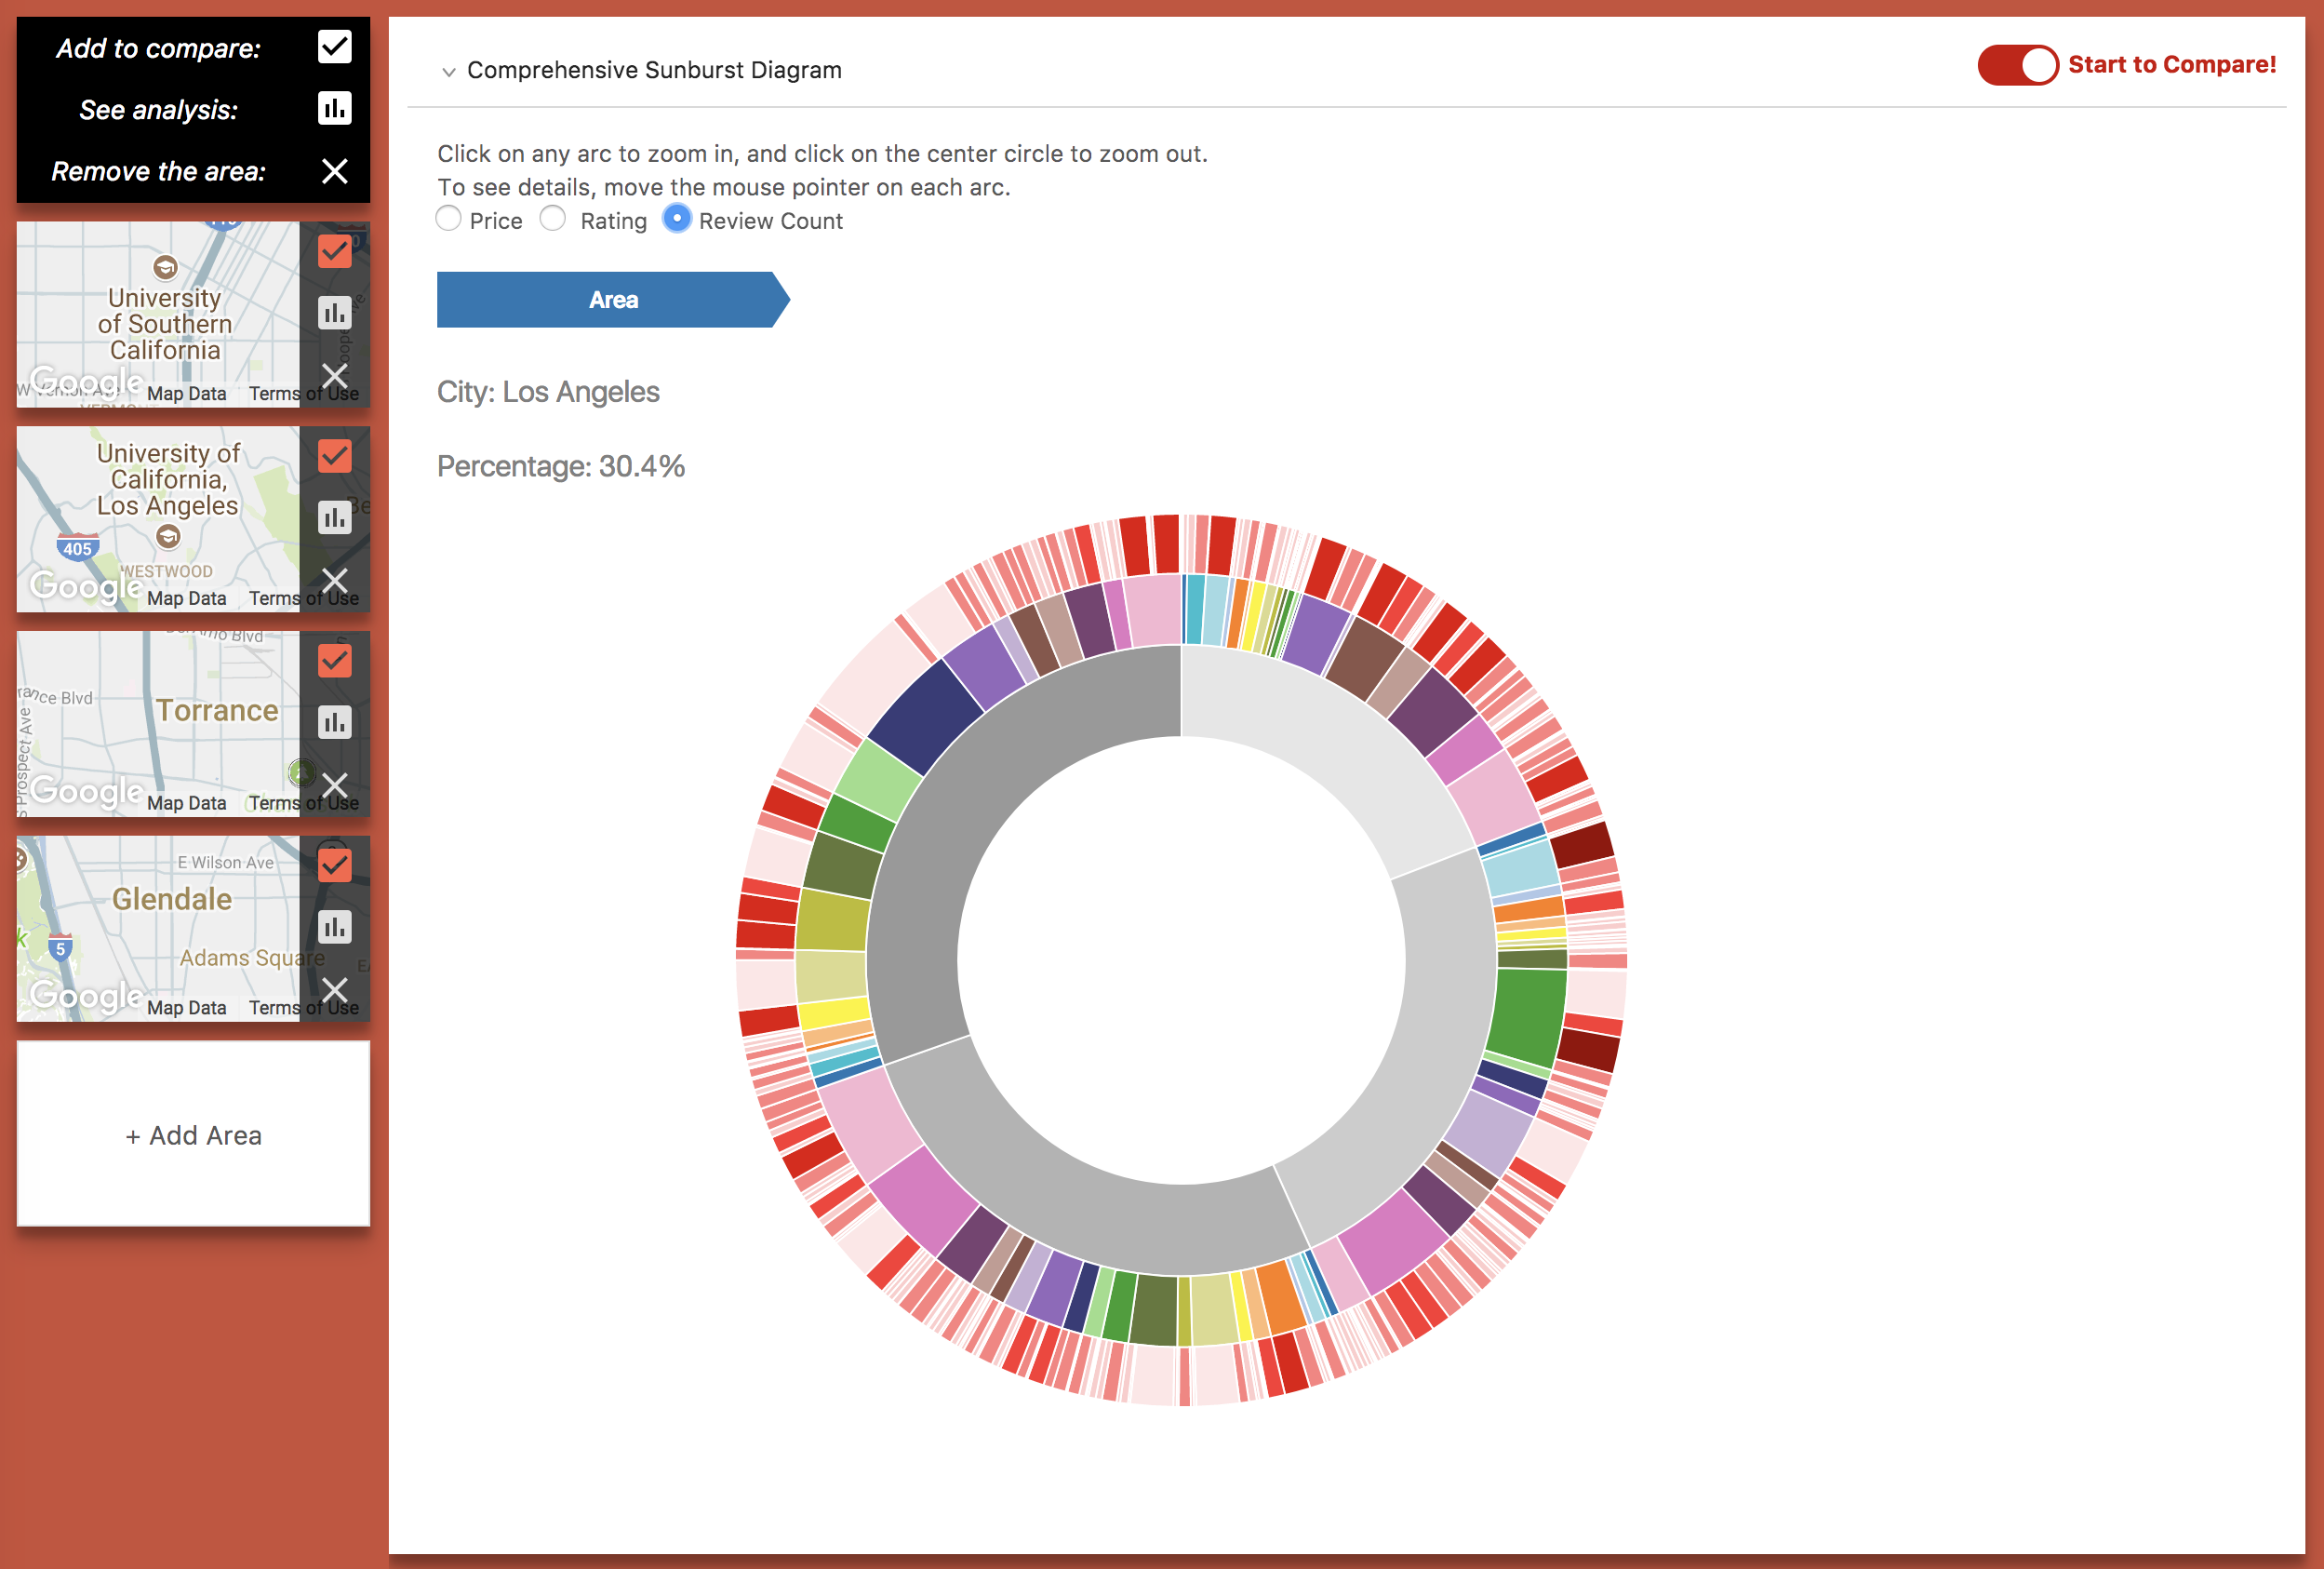 Add to compare:
See analysis:
Remove the area:
University
of Southern
California
Google
Map Data
Terms of Use
University of
California,
Los Angeles
405
WESTWOOD
Google
Map Data
Terms of Use
Torrance
S Prospect Ave
Google
Map Data
Terms of Use
E Wilson Ave
Glendale
5
Adams Square
Google
Map Data
Terms of Use
+ Add Area
Comprehensive Sunburst Diagram
Start to Compare!
Click on any arc to zoom in, and click on the center circle to zoom out.
To see details, move the mouse pointer on each arc.
Price Rating Review Count
Area
City: Los Angeles
Percentage: 30.4%